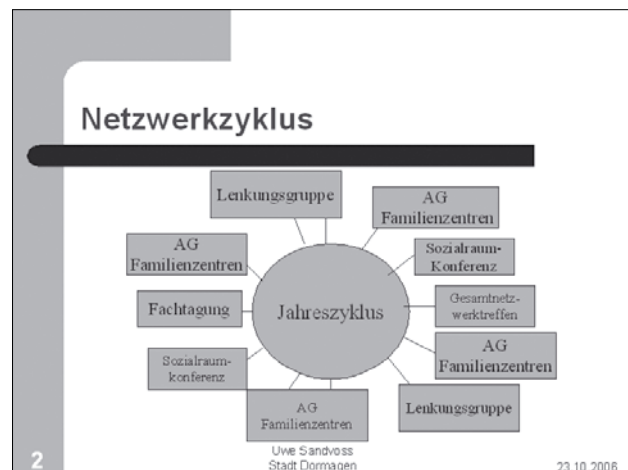 Netzwerkzyklus
Lenkungsgruppe
AG
Familienzentren
Sozialraum-
Konferenz
Gesamtnetz-
werktreffen
AG
Familienzentren
Lenkungsgruppe
AG
Familienzentren
Sozialraum-
konferenz
Fachtagung
AG
Familienzentren
Jahreszyklus
2
Uwe Sandvoss
Stadt Dormagen
23.10.2006